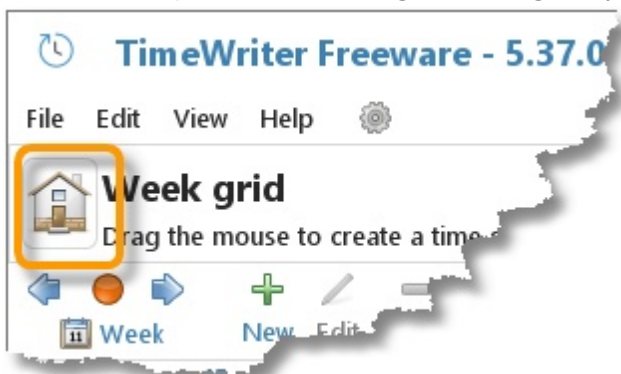 TimeWriter Freeware - 5.37.0
File Edit View Help
Week grid
Drag the mouse to create a time
11 Week New Edit